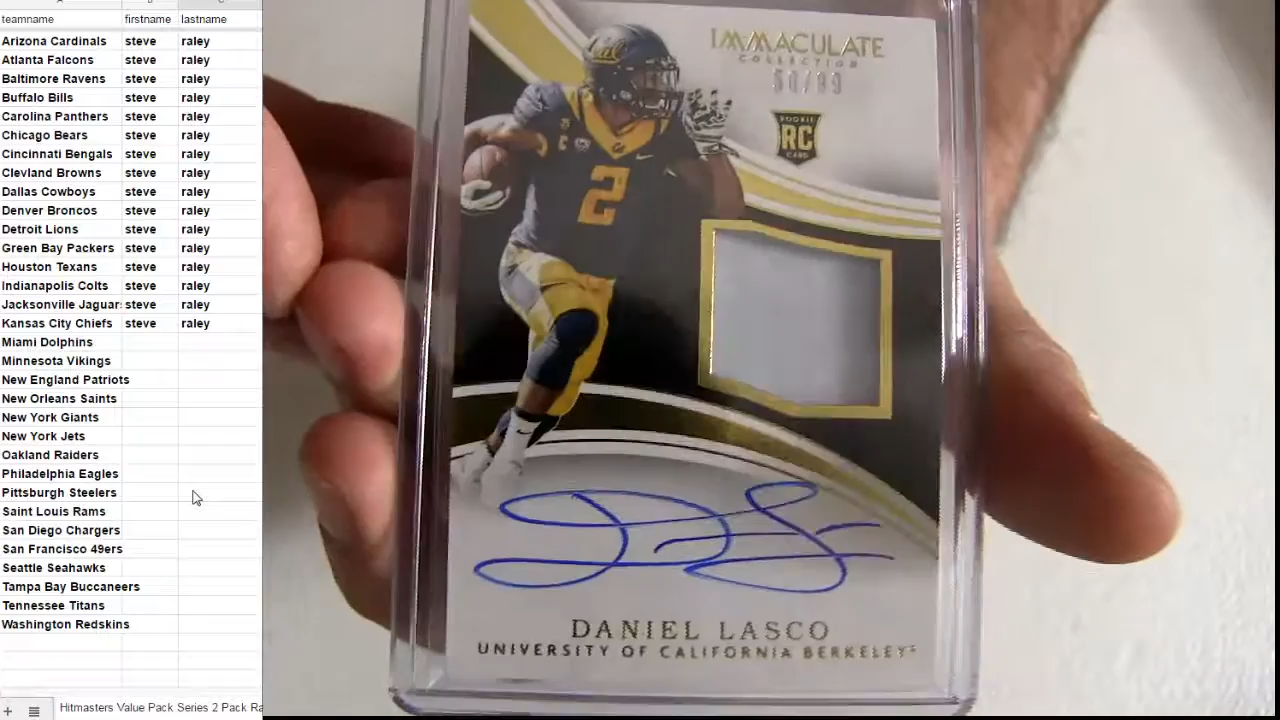 teamname firstname lastname
Arizona Cardinals steve raley
Atlanta Falcons steve raley
Baltimore Ravens steve raley
Buffalo Bills steve raley
Carolina Panthers steve raley
Chicago Bears steve raley
Cincinnati Bengals steve raley
Clevland Browns steve raley
Dallas Cowboys steve raley
Denver Broncos steve raley
Detroit Lions steve raley
Green Bay Packers steve raley
Houston Texans steve raley
Indianapolis Colts steve raley
Jacksonville Jaguar steve raley
Kansas City Chiefs steve raley
Miami Dolphins
Minnesota Vikings
New England Patriots
New Orleans Saints
New York Giants
New York Jets
Oakland Raiders
Philadelphia Eagles
Pittsburgh Steelers
Saint Louis Rams
San Diego Chargers
San Francisco 49ers
Seattle Seahawks
Tampa Bay Buccaneers
Tennessee Titans
Washington Redskins
Hitmasters Value Pack Series 2 Pack Ra
IMMACULATE
COLLECTION
ROOKIE
RC
CARD
Cal
2
DANIEL LASCO
UNIVERSITY OF CALIFORNIA BERKELEY